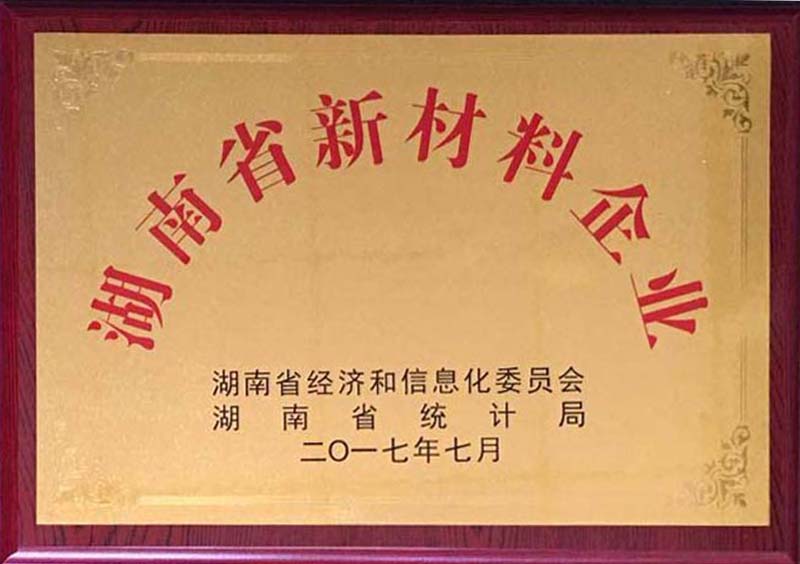 湖南省新材料企业
湖南省经济和信息化委员会
湖南省统计局
二〇一七年七月